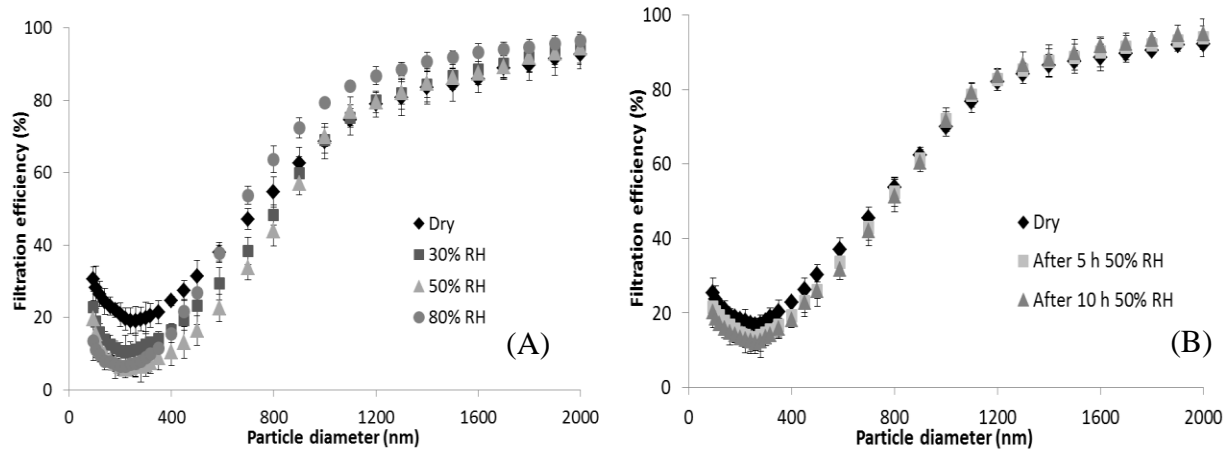 100
80
60
40
20
0
Filtration efficiency (%)
0 400 800 1200 1600 2000
Particle diameter (nm)
Dry
30% RH
50% RH
80% RH
(A)
100
80
60
40
20
0
Filtration efficiency (%)
0 400 800 1200 1600 2000
Particle diameter (nm)
Dry
After 5 h 50% RH
After 10 h 50% RH
(B)